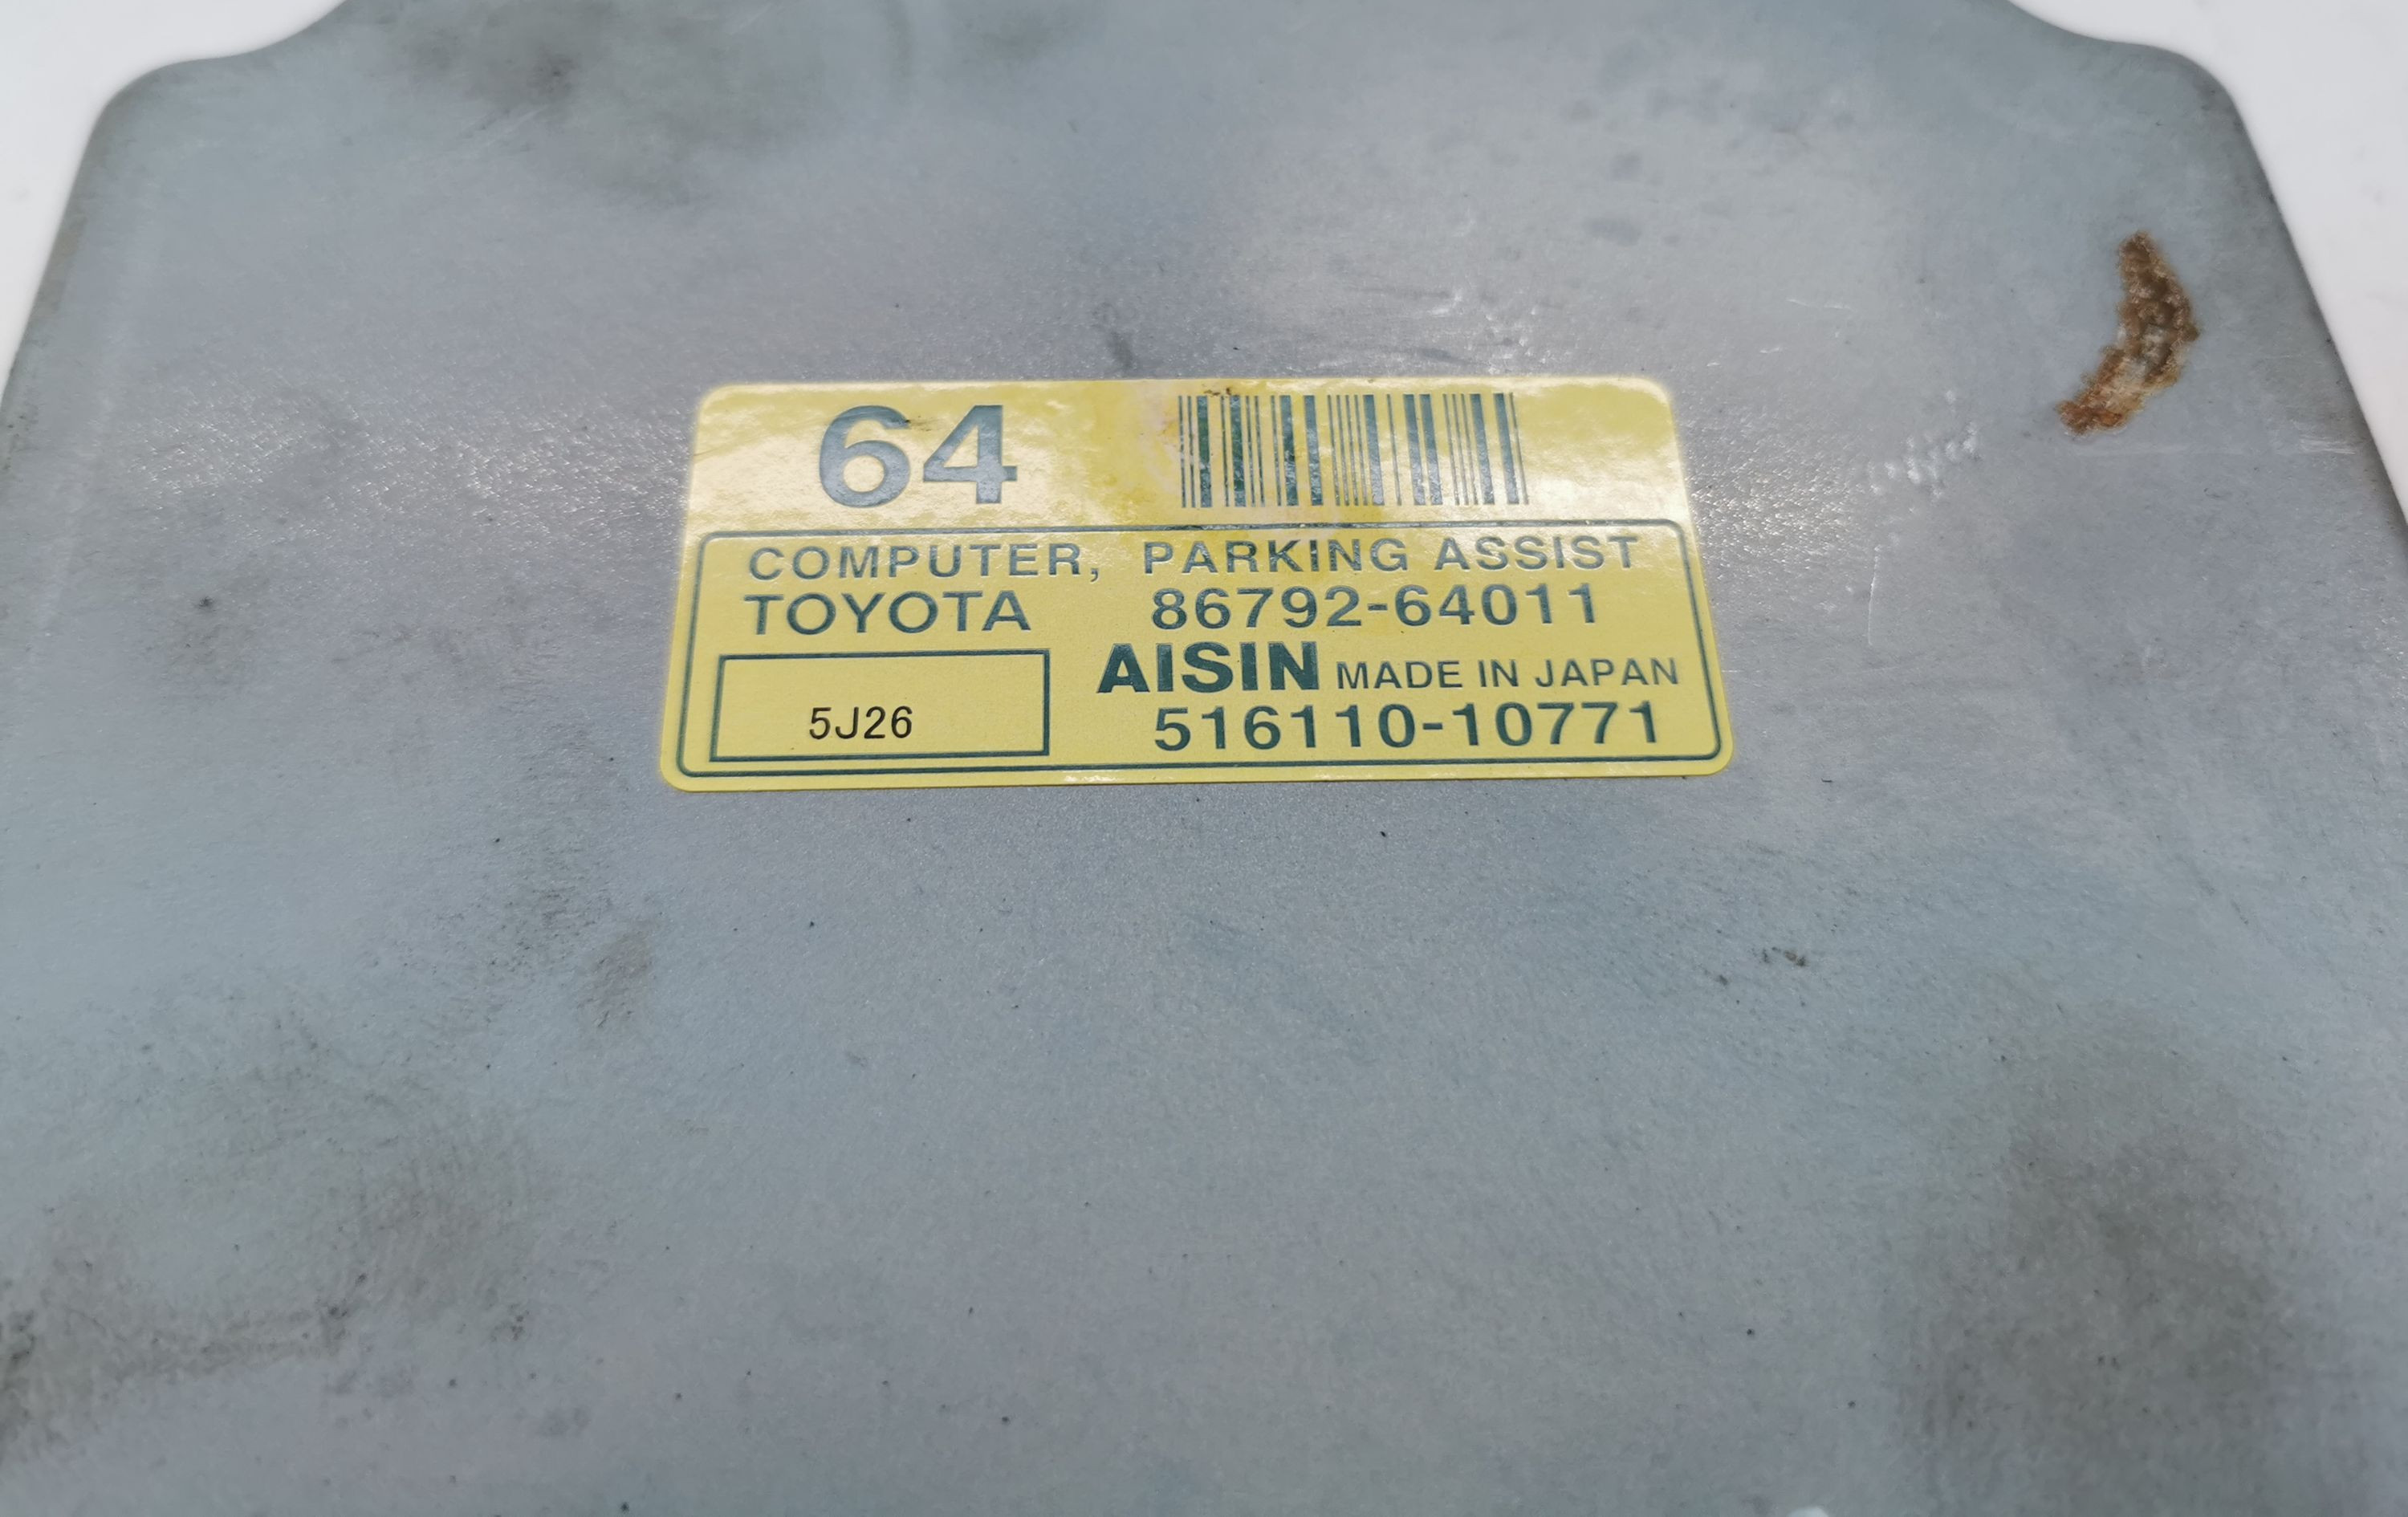 64
COMPUTER, PARKING ASSIST
TOYOTA 86792-64011
AISIN MADE IN JAPAN
5J26 516110-10771